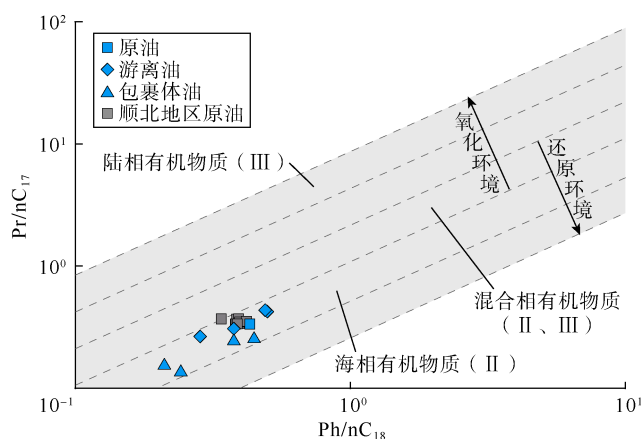 10²
10¹
10⁰
10⁻¹
10⁰
10¹
Pr/nC₁₇
Ph/nC₁₈
原油
游离油
包裹体油
顺北地区原油
陆相有机物质(Ⅲ)
氧化环境
还原环境
混合相有机物质
(Ⅱ、Ⅲ)
海相有机物质(Ⅱ)